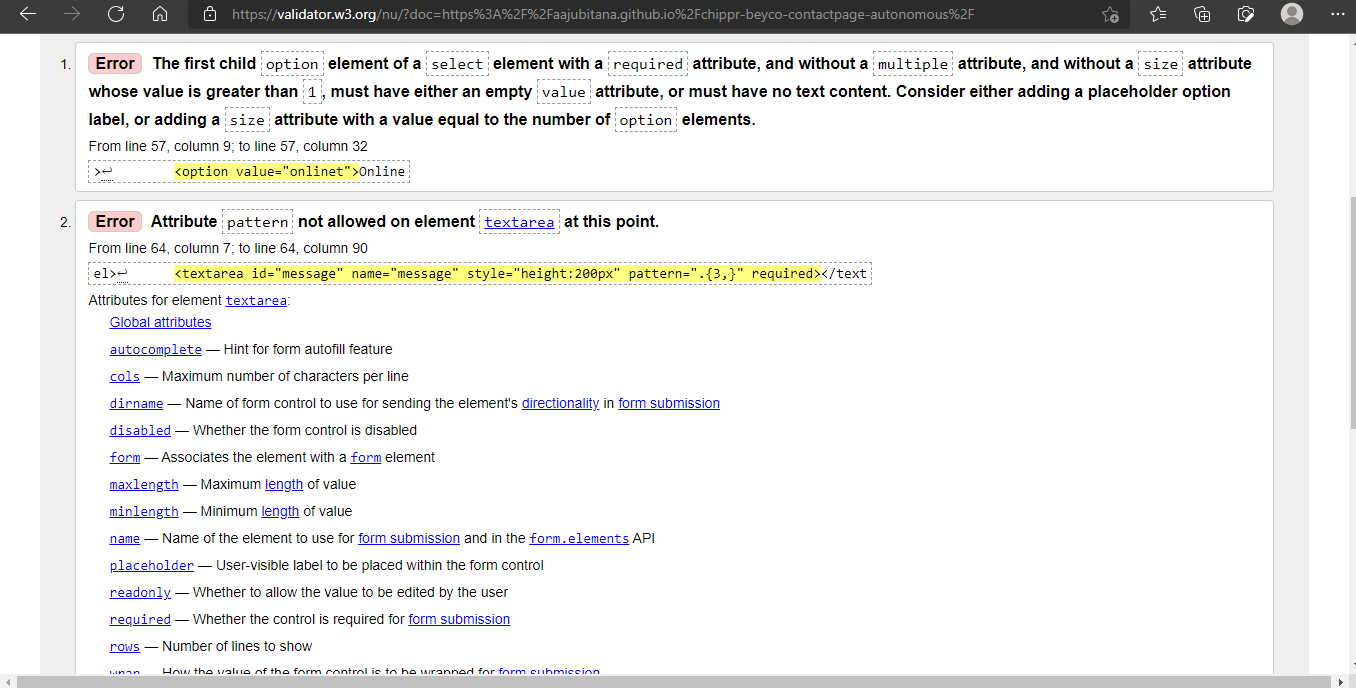 https://validator.w3.org/nu/?doc=https%3A%2F%2Faajubitana.github.io%2Fchippr-beyco-contactpage-autonomous%2F
1. Error The first child option element of a select element with a required attribute, and without a multiple attribute, and without a size attribute
whose value is greater than 1, must have either an empty value attribute, or must have no text content. Consider either adding a placeholder option
label, or adding a size attribute with a value equal to the number of option elements.
From line 57, column 9; to line 57, column 32
>↩ <option value="onlinet">Online
2. Error Attribute pattern not allowed on element textarea at this point.
From line 64, column 7; to line 64, column 90
el>↩ <textarea id="message" name="message" style="height:200px" pattern=".{3,}" required></text
Attributes for element textarea:
Global attributes
autocomplete — Hint for form autofill feature
cols — Maximum number of characters per line
dirname — Name of form control to use for sending the element's directionality in form submission
disabled — Whether the form control is disabled
form — Associates the element with a form element
maxlength — Maximum length of value
minlength — Minimum length of value
name — Name of the element to use for form submission and in the form.elements API
placeholder — User-visible label to be placed within the form control
readonly — Whether to allow the value to be edited by the user
required — Whether the control is required for form submission
rows — Number of lines to show
wrap — How the value of the form control is to be wrapped for form submission